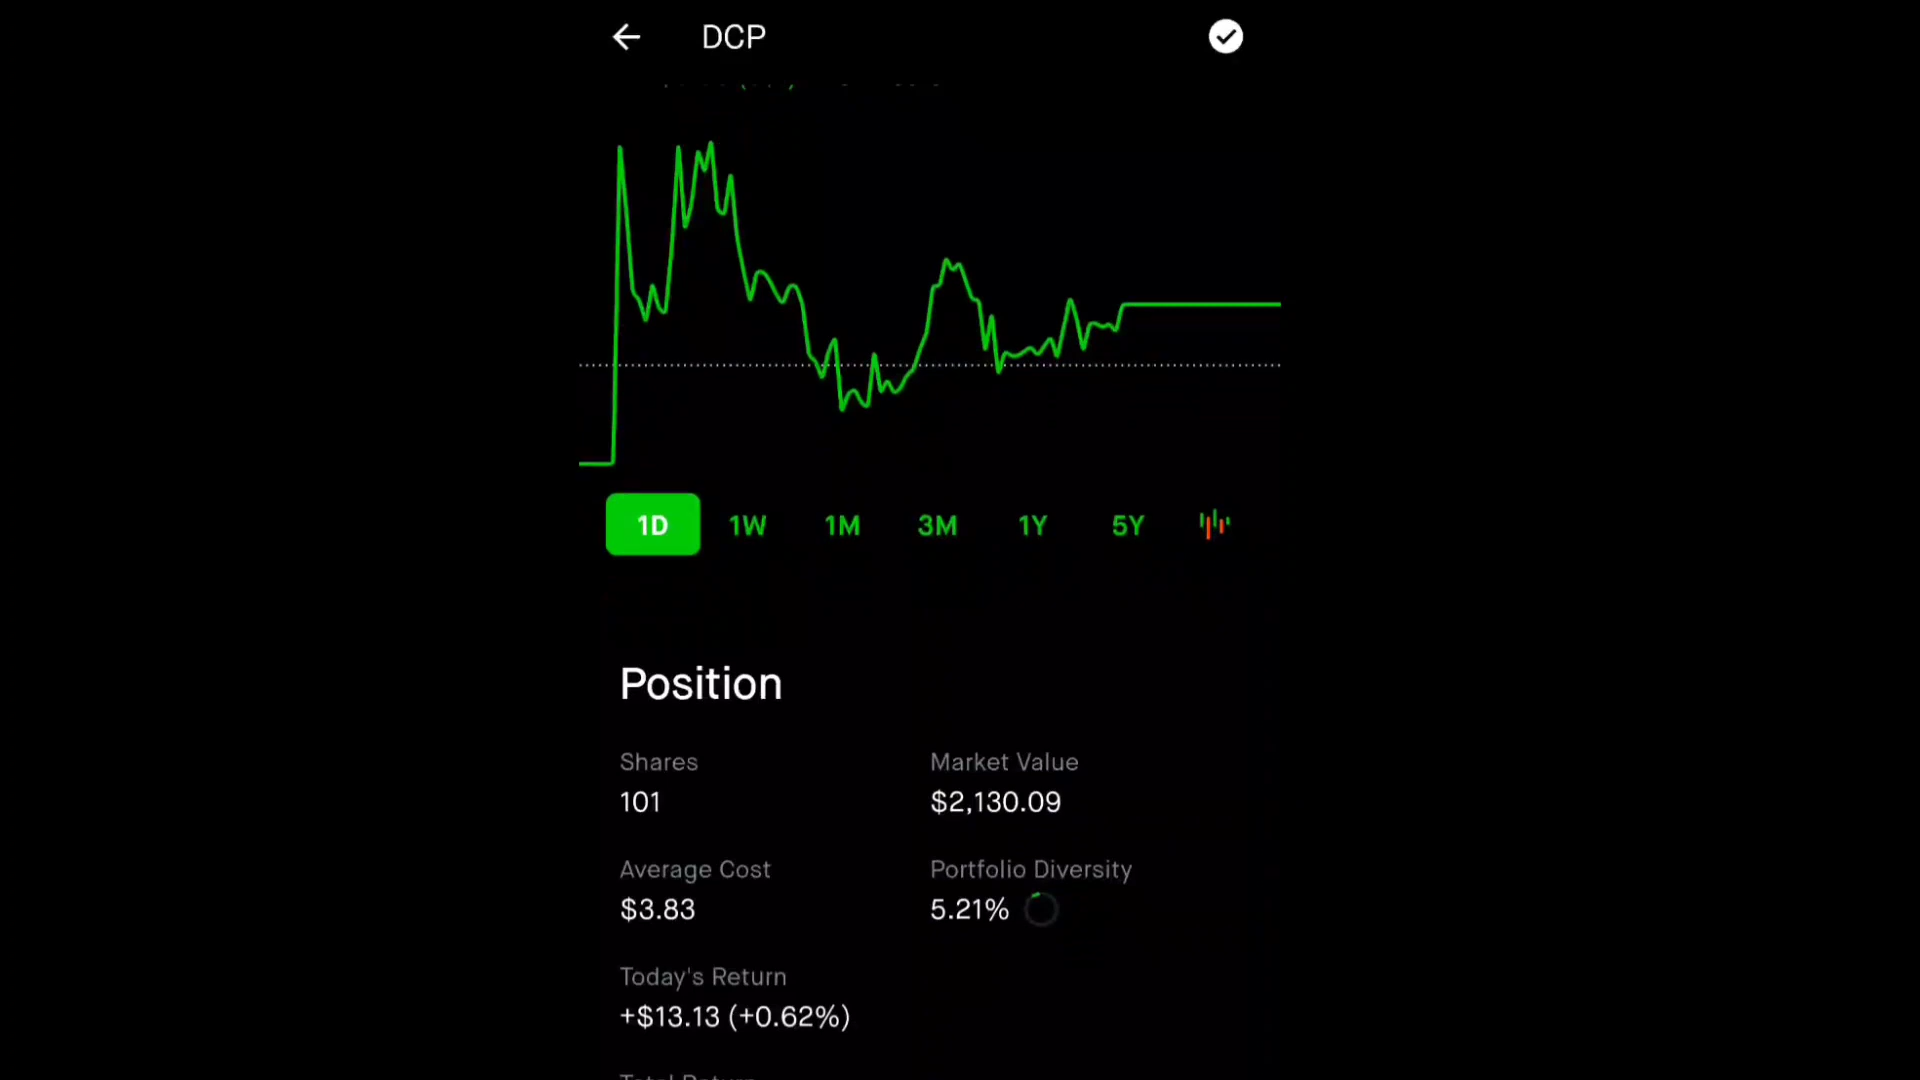 DCP
1D 1W 1M 3M 1Y 5Y
Position
Shares Market Value
101 $2,130.09
Average Cost Portfolio Diversity
$3.83 5.21%
Today's Return
+$13.13 (+0.62%)